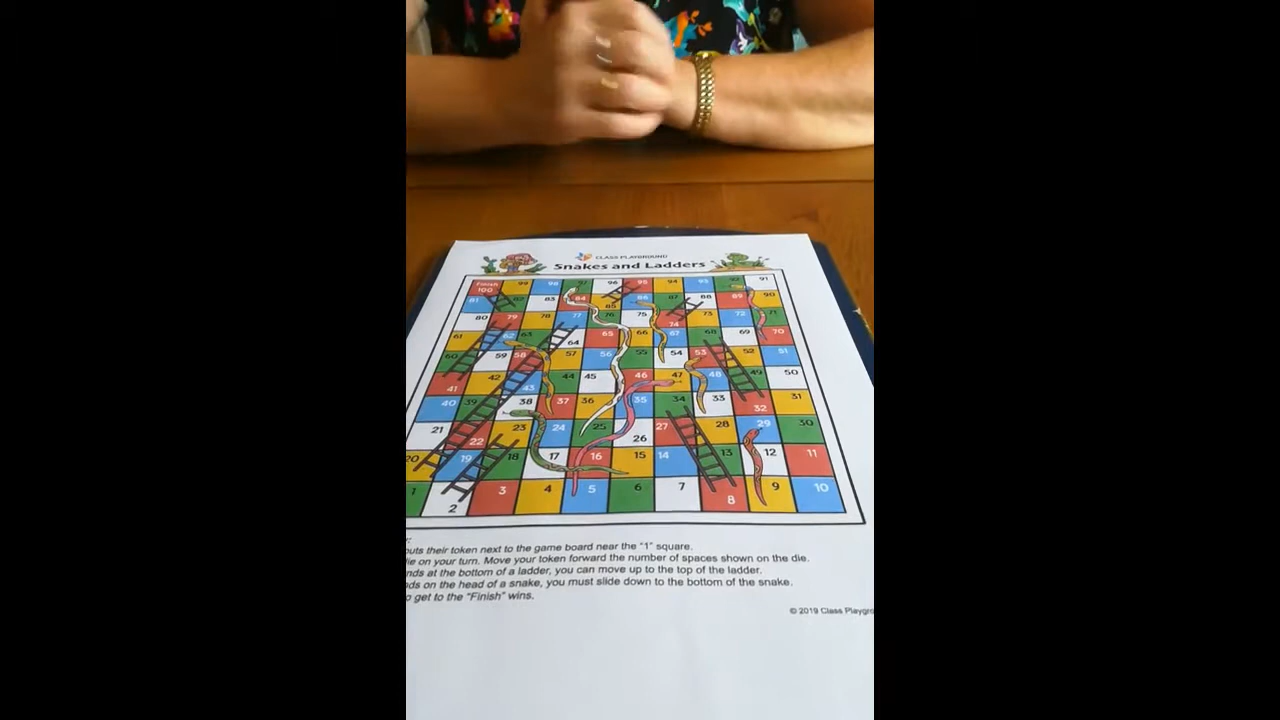 CLASS PLAYGROUND
Snakes and Ladders
Finish 100 99 98 97 96 95 94 93 92 91
81 82 83 84 85 86 87 88 89 90
80 79 78 77 76 75 74 73 72 71
61 62 63 64 65 66 67 68 69 70
60 59 58 57 56 55 54 53 52 51
41 42 43 44 45 46 47 48 49 50
40 39 38 37 36 35 34 33 32 31
21 22 23 24 25 26 27 28 29 30
20 19 18 17 16 15 14 13 12 11
1 2 3 4 5 6 7 8 9 10
puts their token next to the game board near the "1" square.
die on your turn. Move your token forward the number of spaces shown on the die.
at the bottom of a ladder, you can move up to the top of the ladder.
on the head of a snake, you must slide down to the bottom of the snake.
get to the "Finish" wins.
© 2019 Class